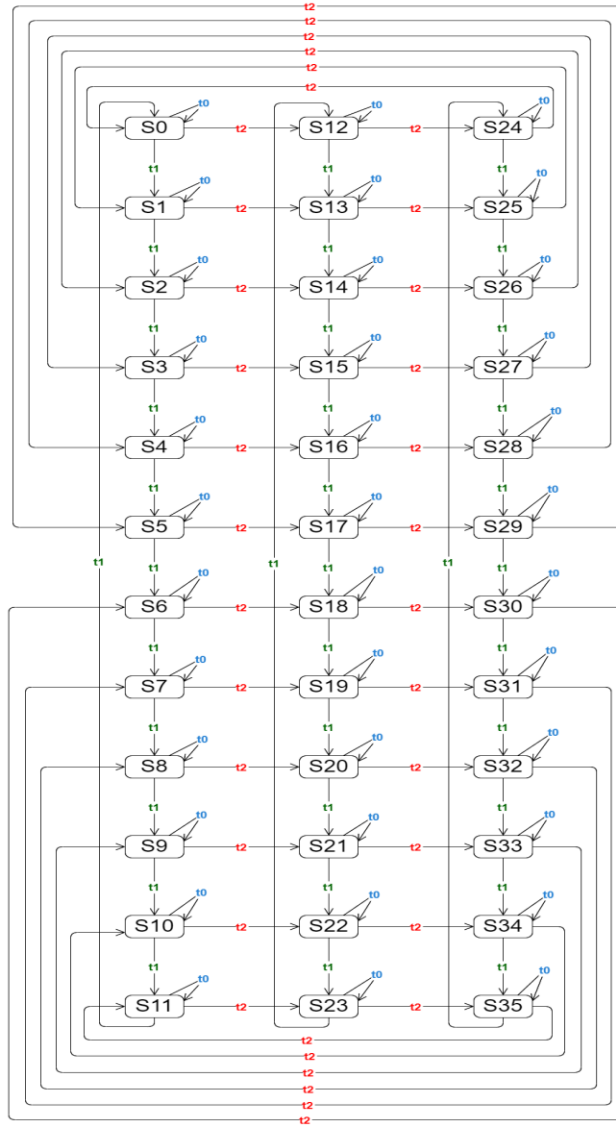 t2
t2
t2
t2
t2
t2
t0 t0 t0
S0 t2 S12 t2 S24
t1 t1 t1
t0 t0 t0
S1 t2 S13 t2 S25
t1 t1 t1
t0 t0 t0
S2 t2 S14 t2 S26
t1 t1 t1
t0 t0 t0
S3 t2 S15 t2 S27
t1 t1 t1
t0 t0 t0
S4 t2 S16 t2 S28
t1 t1 t1
t0 t0 t0
S5 t2 S17 t2 S29
t1 t1 t1
t1 t1 t1
t0 t0 t0
S6 t2 S18 t2 S30
t1 t1 t1
t0 t0 t0
S7 t2 S19 t2 S31
t1 t1 t1
t0 t0 t0
S8 t2 S20 t2 S32
t1 t1 t1
t0 t0 t0
S9 t2 S21 t2 S33
t1 t1 t1
t0 t0 t0
S10 t2 S22 t2 S34
t1 t1 t1
t0 t0 t0
S11 t2 S23 t2 S35
t2
t2
t2
t2
t2
t2